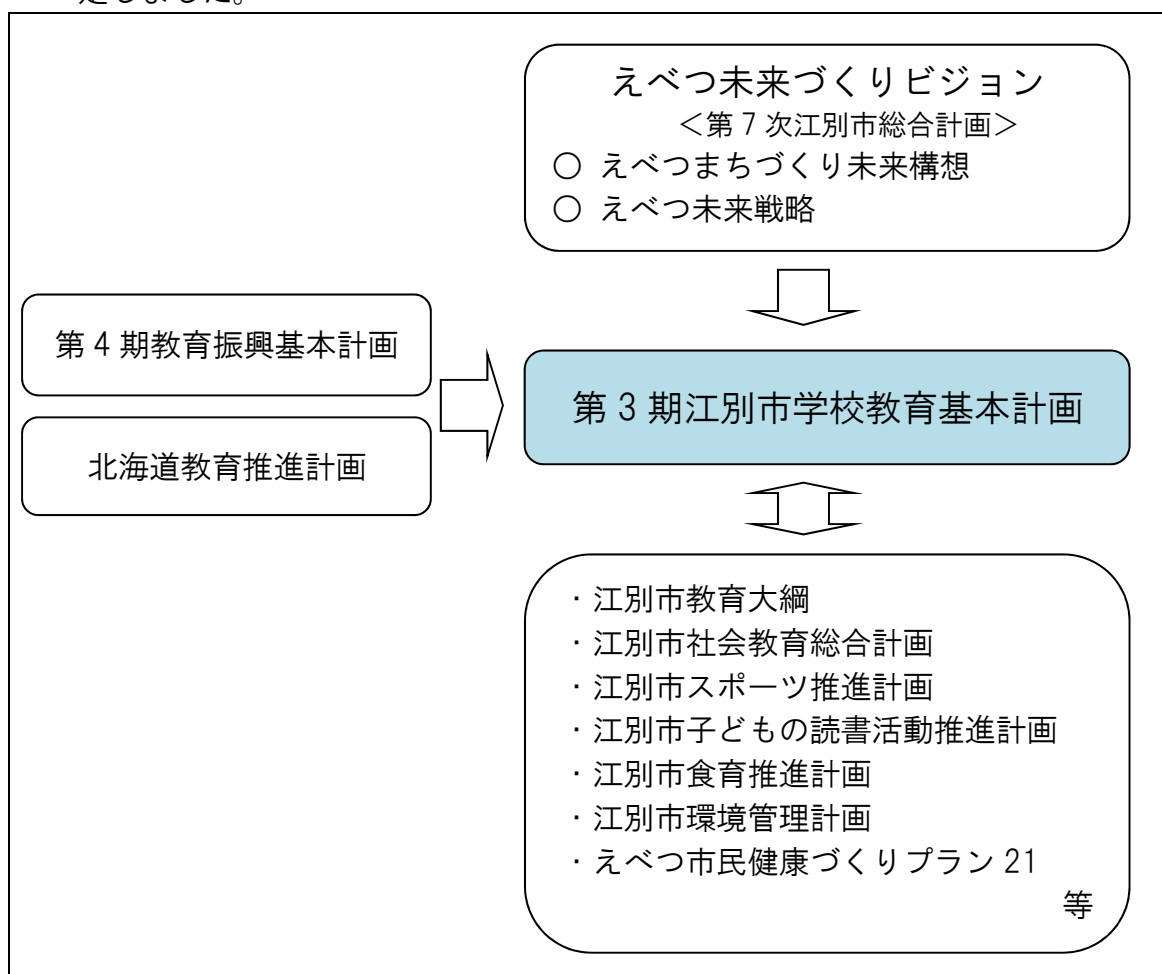 定しました。
えべつ未来づくりビジョン
＜第７次江別市総合計画＞
○ えべつまちづくり未来構想
○ えべつ未来戦略
第４期教育振興基本計画
北海道教育推進計画
第３期江別市学校教育基本計画
・江別市教育大綱
・江別市社会教育総合計画
・江別市スポーツ推進計画
・江別市子どもの読書活動推進計画
・江別市食育推進計画
・江別市環境管理計画
・えべつ市民健康づくりプラン 21
等